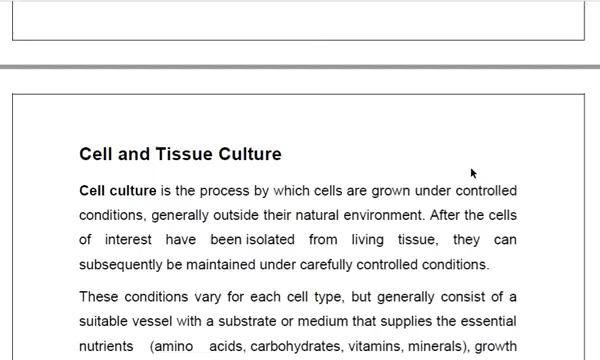 Cell and Tissue Culture
Cell culture is the process by which cells are grown under controlled
conditions, generally outside their natural environment. After the cells
of interest have been isolated from living tissue, they can
subsequently be maintained under carefully controlled conditions.
These conditions vary for each cell type, but generally consist of a
suitable vessel with a substrate or medium that supplies the essential
nutrients (amino acids, carbohydrates, vitamins, minerals), growth